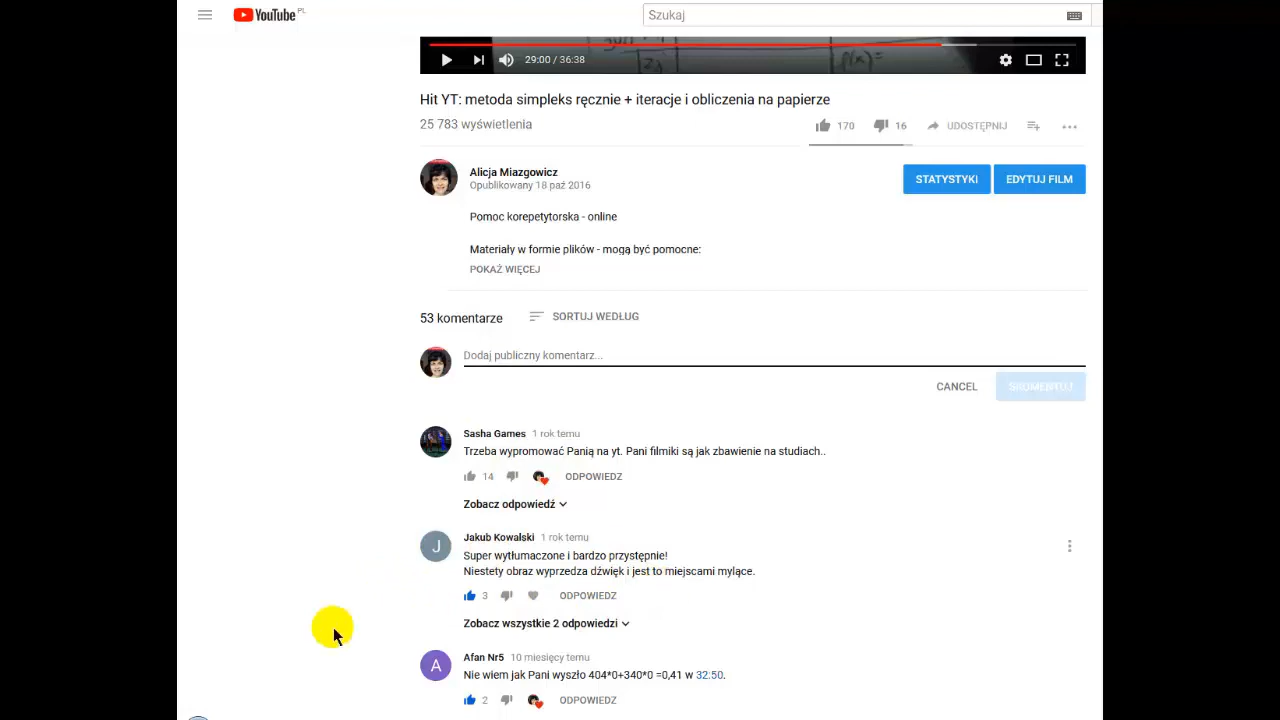 YouTube PL
Szukaj
29:00 / 36:38
Hit YT: metoda simpleks ręcznie + iteracje i obliczenia na papierze
25 783 wyświetlenia
170 16 UDOSTĘPNIJ
Alicja Miazgowicz
Opublikowany 18 paź 2016
STATYSTYKI EDYTUJ FILM
Pomoc korepetytorska - online
Materiały w formie plików - mogą być pomocne:
POKAŻ WIĘCEJ
53 komentarze SORTUJ WEDŁUG
Dodaj publiczny komentarz...
CANCEL SKOMENTUJ
Sasha Games 1 rok temu
Trzeba wypromować Panią na yt. Pani filmiki są jak zbawienie na studiach..
14 ODPOWIEDZ
Zobacz odpowiedź
J
Jakub Kowalski 1 rok temu
Super wytłumaczone i bardzo przystępnie!
Niestety obraz wyprzedza dźwięk i jest to miejscami mylące.
3 ODPOWIEDZ
Zobacz wszystkie 2 odpowiedzi
A
Afan Nr5 10 miesięcy temu
Nie wiem jak Pani wyszło 404*0+340*0 =0,41 w 32:50.
2 ODPOWIEDZ